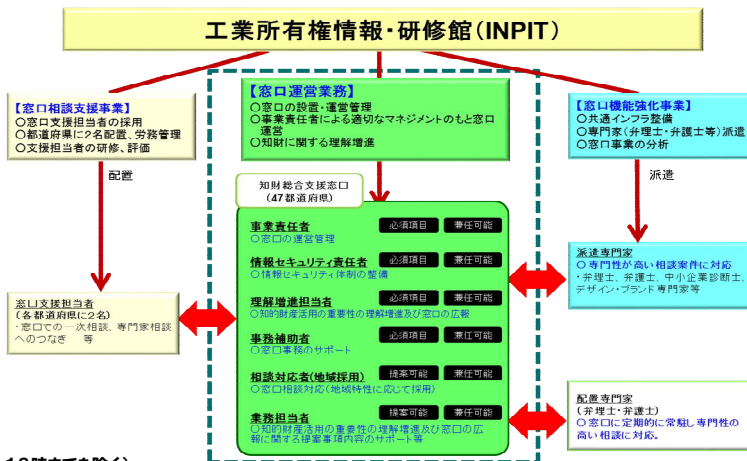 工業所有権情報・研修館(INPIT)
【窓口相談支援事業】
○窓口支援担当者の採用
○都道府県に2名配置、労務管理
○支援担当者の研修、評価
【窓口運営業務】
○窓口の設置・運営管理
○事業責任者による適切なマネジメントのもと窓口
運営
○知財に関する理解増進
【窓口機能強化事業】
○共通インフラ整備
○専門家(弁理士・弁護士等)派遣
○窓口事業の分析
配置
派遣
知財総合支援窓口
(47都道府県)
事業責任者 必須項目 兼任可能
○窓口の運営管理
情報セキュリティ責任者 必須項目 兼任可能
○情報セキュリティ体制の整備
理解増進担当者 必須項目 兼任可能
○知的財産活用の重要性の理解増進及び窓口の広報
事務補助者 必須項目 兼任可能
○窓口事務のサポート
相談対応者(地域採用) 提案可能 兼任可能
○窓口相談対応(地域特性に応じて採用)
業務担当者 提案可能 兼任可能
○知的財産活用の重要性の理解増進及び窓口の広
報に関する提案事項内容のサポート等
窓口支援担当者
(各都道府県に2名)
・窓口での一次相談、専門家相談
へのつなぎ 等
派遣専門家
○専門性が高い相談案件に対応
・弁理士、弁護士、中小企業診断士、
デザイン・ブランド専門家等
配置専門家
(弁理士・弁護士)
○窓口に定期的に常駐し専門性の
高い相談に対応。